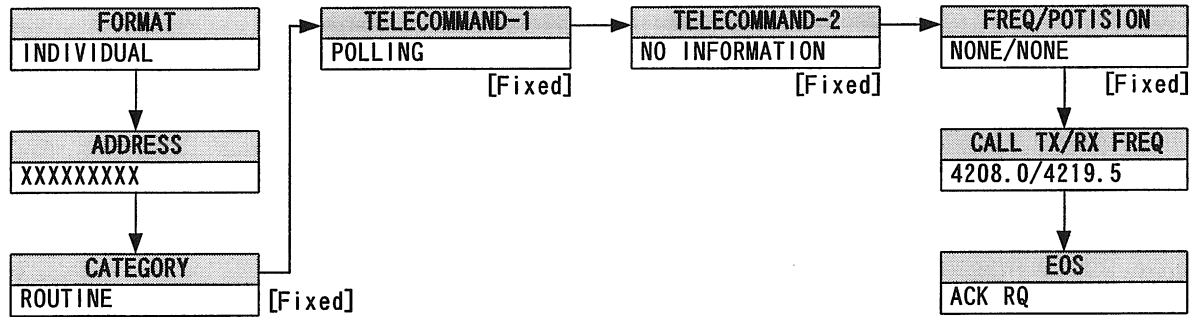 FORMAT
INDIVIDUAL
ADDRESS
XXXXXXXXX
CATEGORY
ROUTINE
[Fixed]
TELECOMMAND-1
POLLING
[Fixed]
TELECOMMAND-2
NO INFORMATION
[Fixed]
FREQ/POTISION
NONE/NONE
[Fixed]
CALL TX/RX FREQ
4208.0/4219.5
EOS
ACK RQ